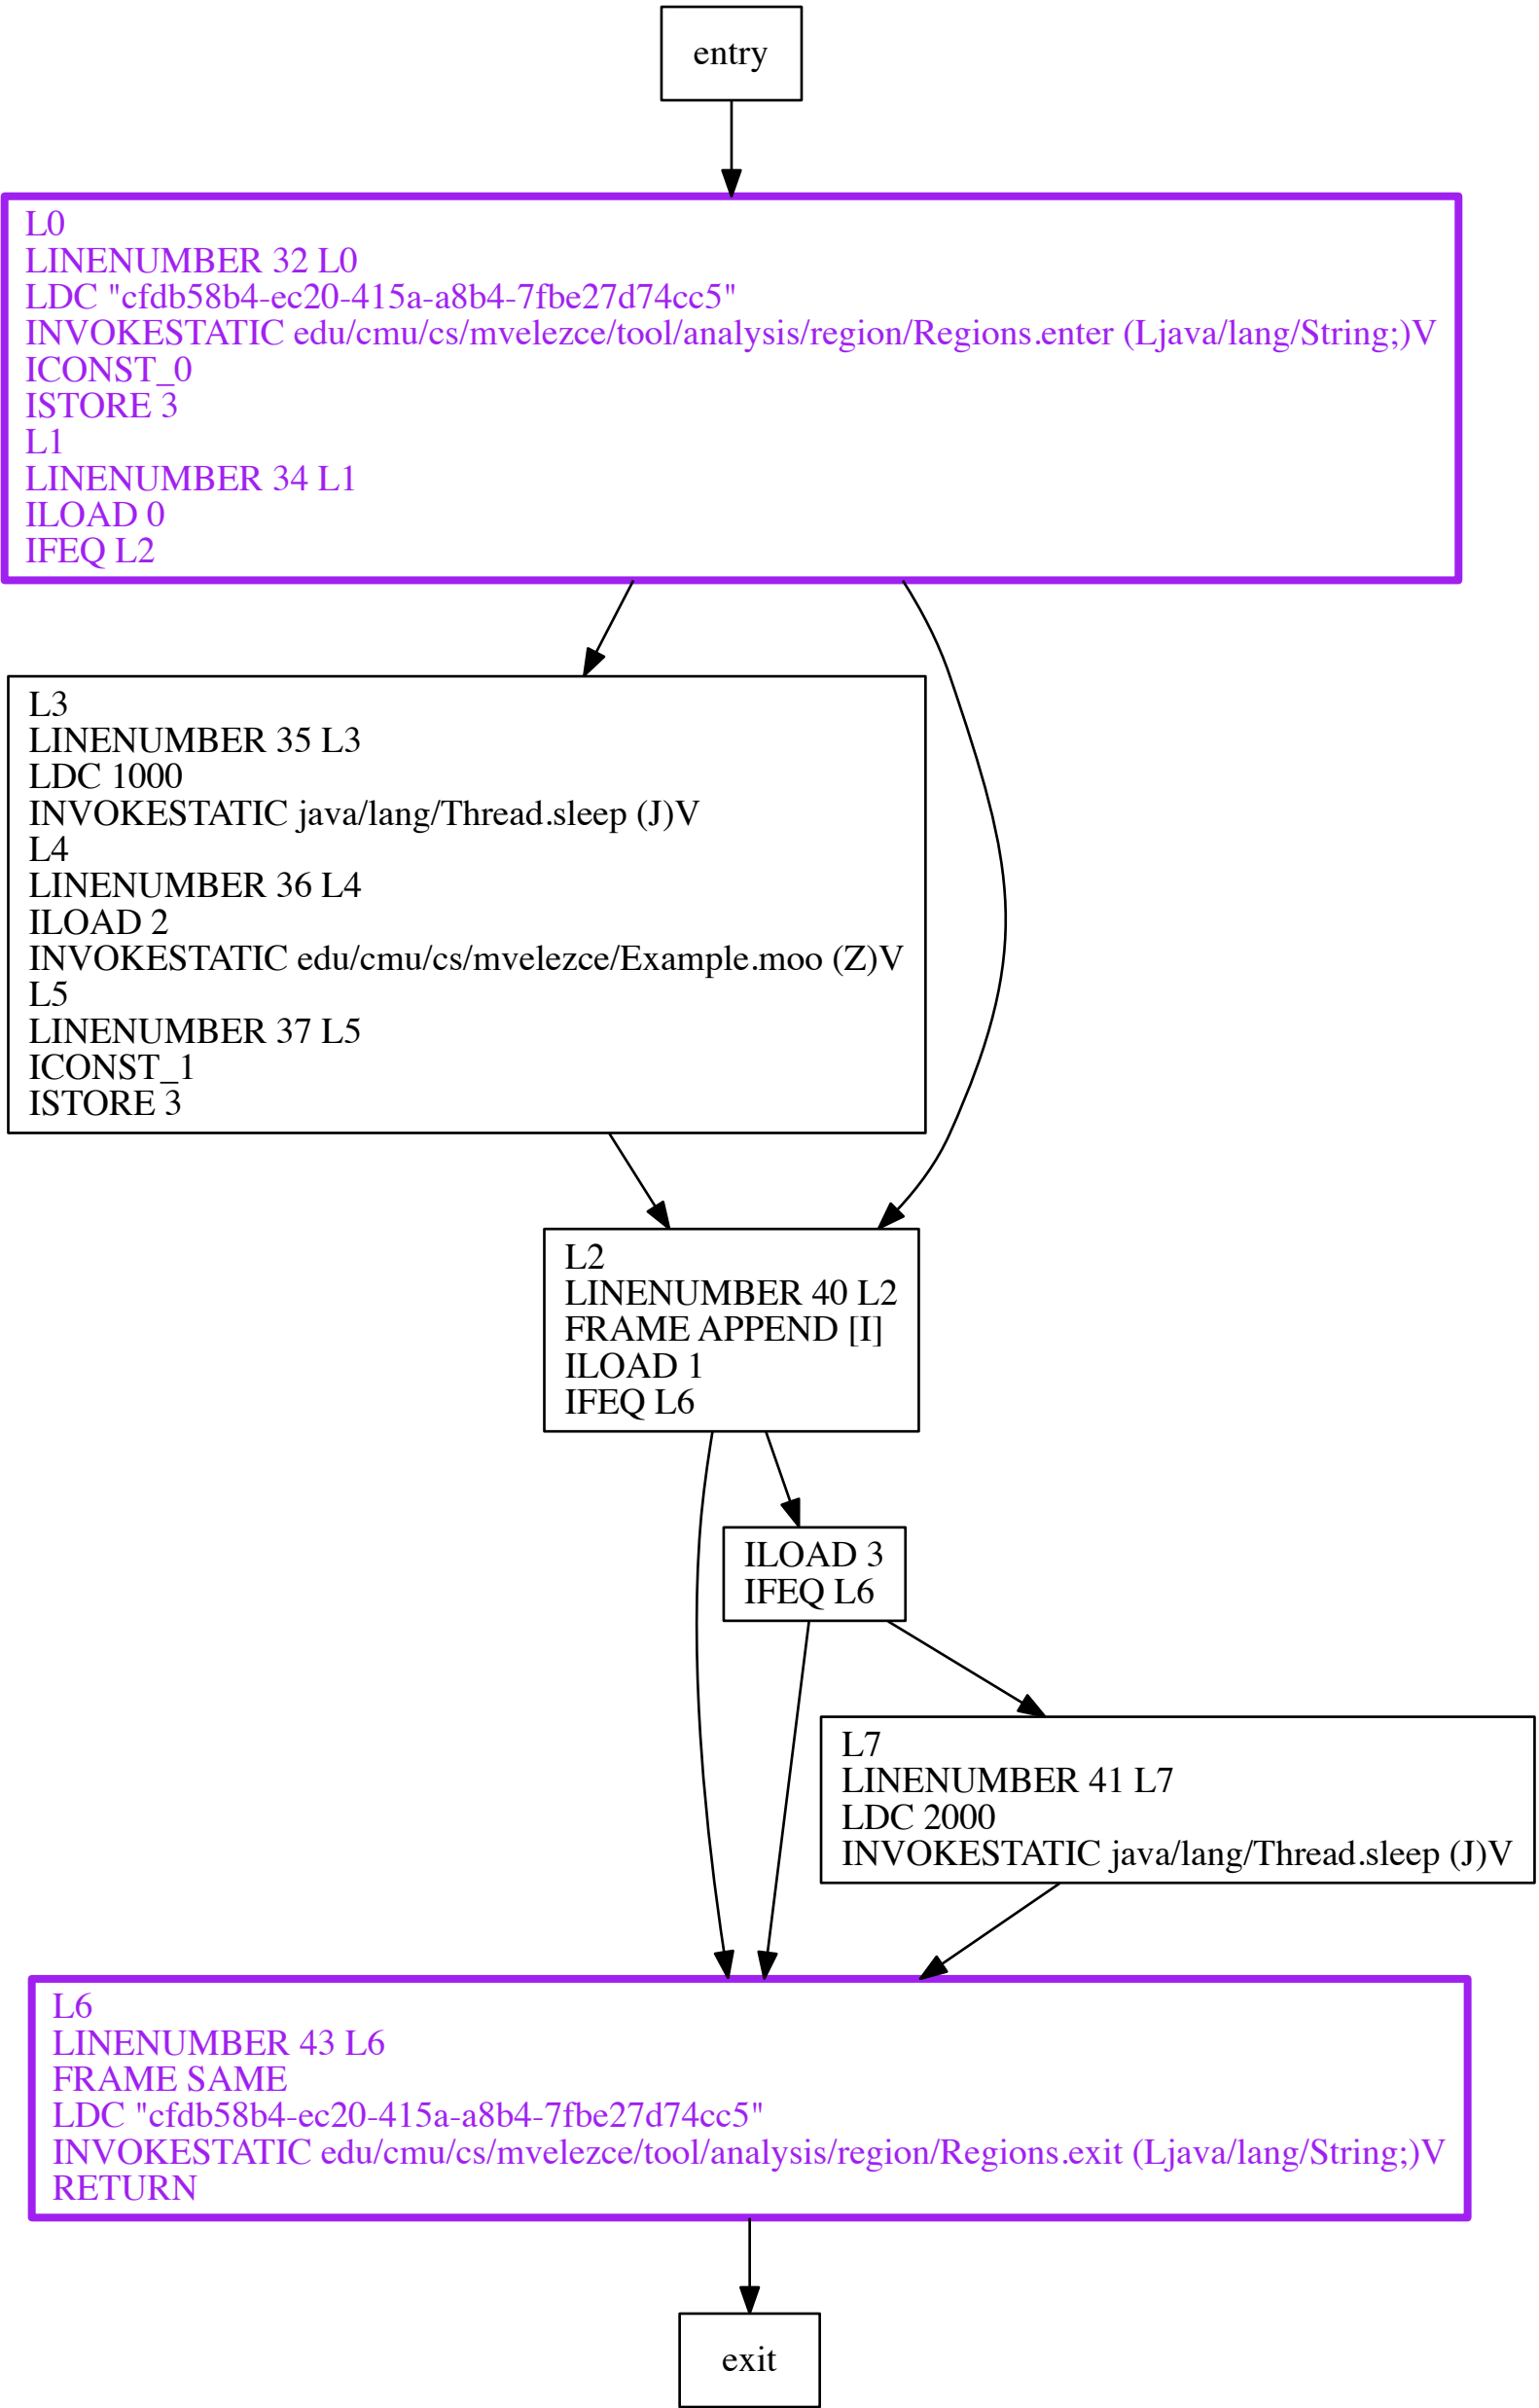 entry
L0
LINENUMBER 32 L0
LDC "cfdb58b4-ec20-415a-a8b4-7fbe27d74cc5"
INVOKESTATIC edu/cmu/cs/mvelezce/tool/analysis/region/Regions.enter (Ljava/lang/String;)V
ICONST_0
ISTORE 3
L1
LINENUMBER 34 L1
ILOAD 0
IFEQ L2
L3
LINENUMBER 35 L3
LDC 1000
INVOKESTATIC java/lang/Thread.sleep (J)V
L4
LINENUMBER 36 L4
ILOAD 2
INVOKESTATIC edu/cmu/cs/mvelezce/Example.moo (Z)V
L5
LINENUMBER 37 L5
ICONST_1
ISTORE 3
L2
LINENUMBER 40 L2
FRAME APPEND [I]
ILOAD 1
IFEQ L6
ILOAD 3
IFEQ L6
L7
LINENUMBER 41 L7
LDC 2000
INVOKESTATIC java/lang/Thread.sleep (J)V
L6
LINENUMBER 43 L6
FRAME SAME
LDC "cfdb58b4-ec20-415a-a8b4-7fbe27d74cc5"
INVOKESTATIC edu/cmu/cs/mvelezce/tool/analysis/region/Regions.exit (Ljava/lang/String;)V
RETURN
exit